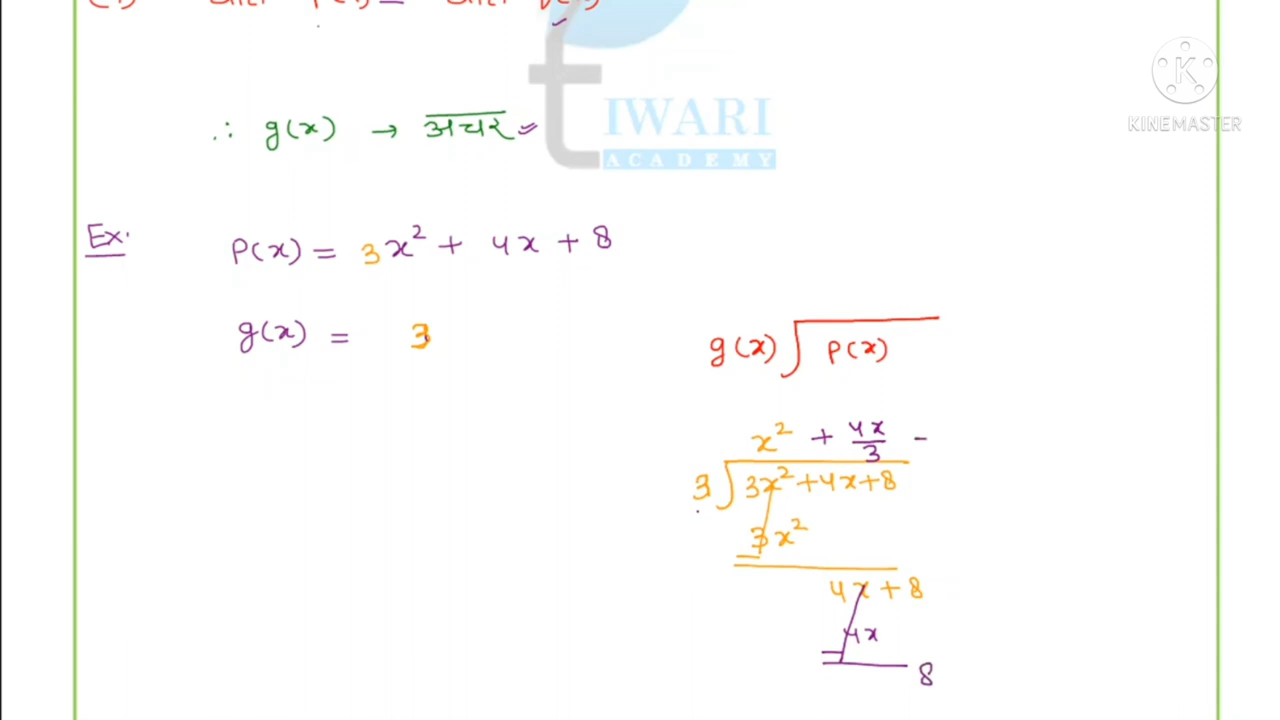 IWARI
ACADEMY
KINEMASTER
∴ g(x) → अचर
Ex. P(x) = 3x² + 4x + 8
g(x) = 3
g(x) P(x)
x² + 4x/3 -
3 3x² + 4x + 8
3x²
4x + 8
4x
8